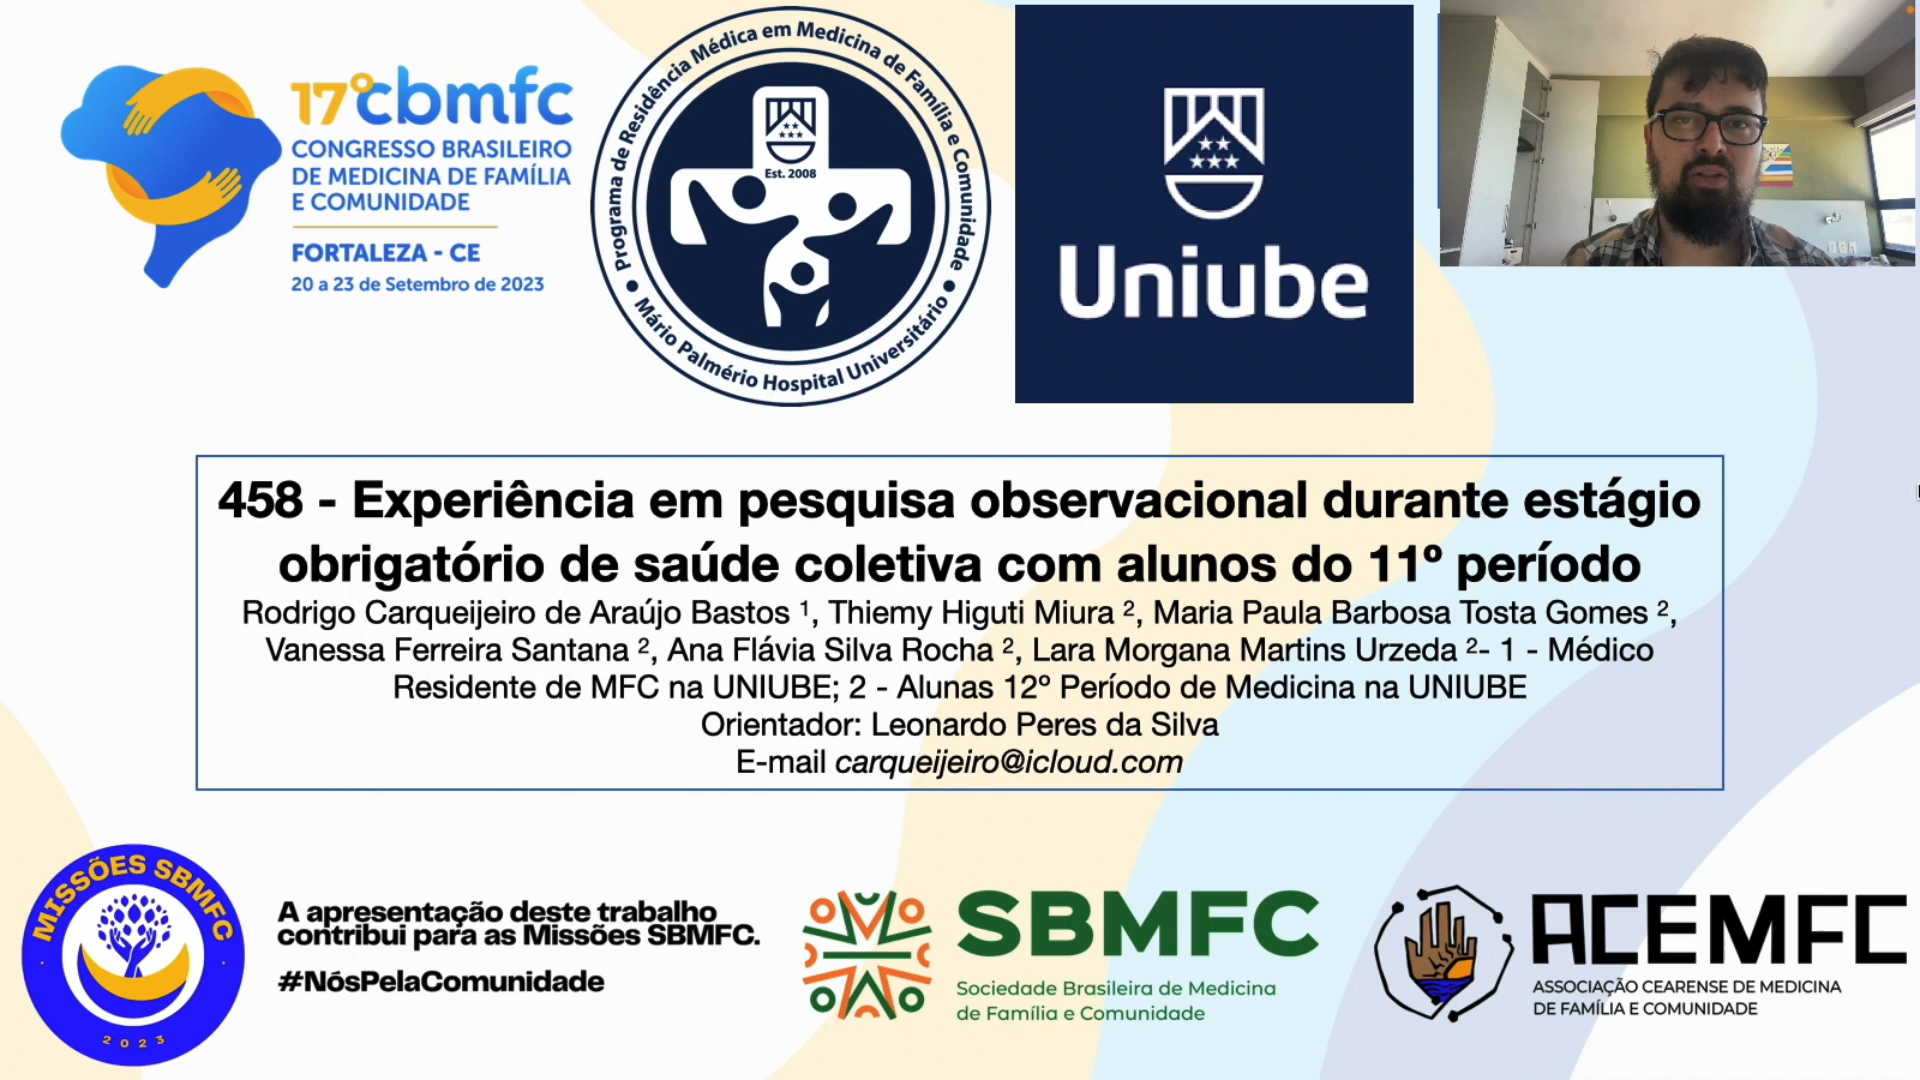 17ºcbmfc
CONGRESSO BRASILEIRO
DE MEDICINA DE FAMÍLIA
E COMUNIDADE
FORTALEZA - CE
20 a 23 de Setembro de 2023
Programa de Residência Médica em Medicina de Família e Comunidade
Est. 2008
Mário Palmério Hospital Universitário
Uniube
458 - Experiência em pesquisa observacional durante estágio
obrigatório de saúde coletiva com alunos do 11º período
Rodrigo Carqueijeiro de Araújo Bastos ¹, Thiemy Higuti Miura ², Maria Paula Barbosa Tosta Gomes ²,
Vanessa Ferreira Santana ², Ana Flávia Silva Rocha ², Lara Morgana Martins Urzeda ²- 1 - Médico
Residente de MFC na UNIUBE; 2 - Alunas 12º Período de Medicina na UNIUBE
Orientador: Leonardo Peres da Silva
E-mail carqueijeiro@icloud.com
MISSÕES SBMFC
2023
A apresentação deste trabalho
contribui para as Missões SBMFC.
#NósPelaComunidade
SBMFC
Sociedade Brasileira de Medicina
de Família e Comunidade
ACEMFC
ASSOCIAÇÃO CEARENSE DE MEDICINA
DE FAMÍLIA E COMUNIDADE